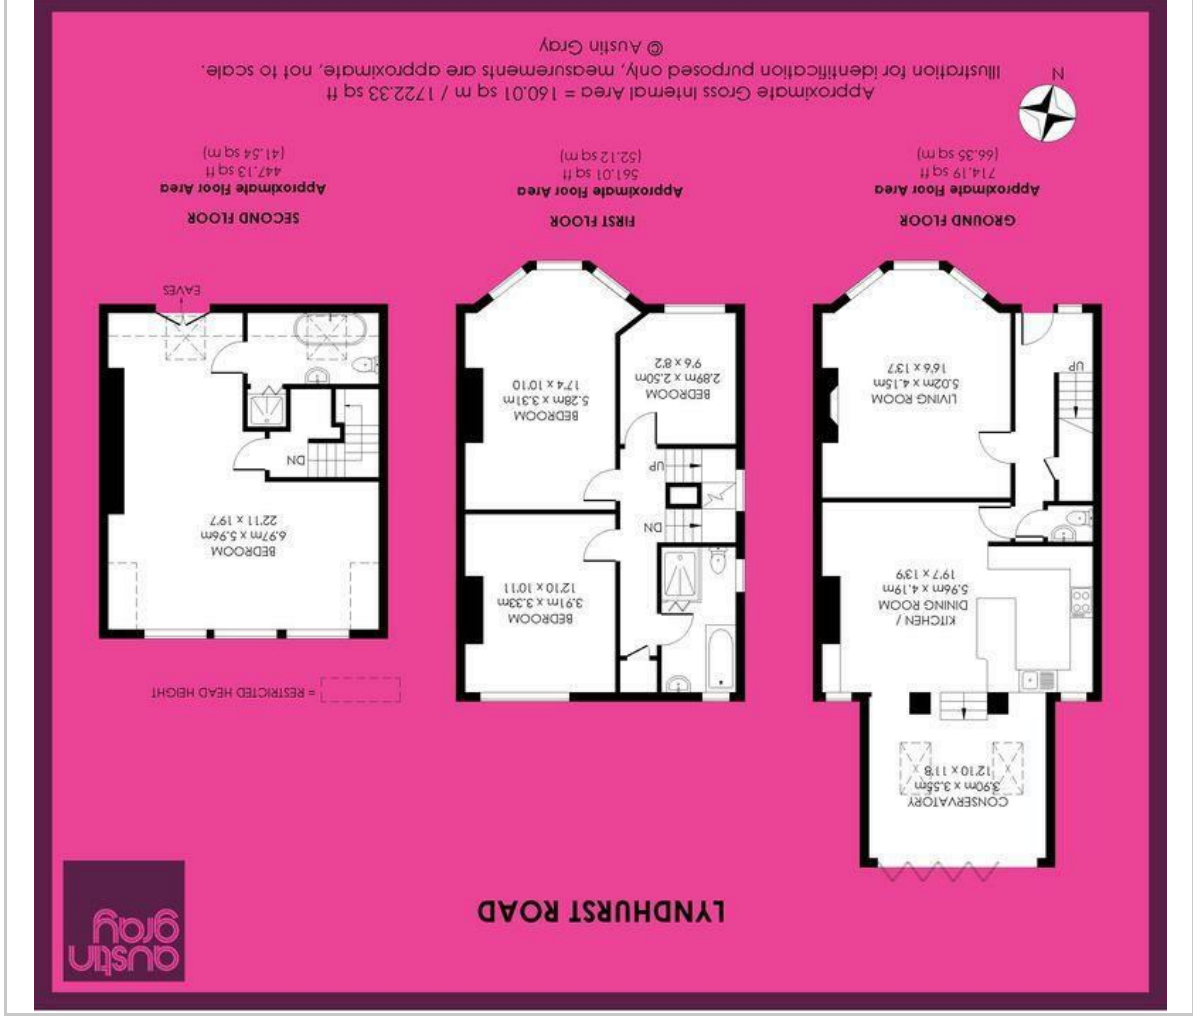 LYNDHURST ROAD
austin
gray
CONSERVATORY
3.90m x 3.55m
12'10 x 11'8
KITCHEN /
DINING ROOM
5.96m x 4.19m
19'7 x 13'9
LIVING ROOM
5.02m x 4.15m
16'6 x 13'7
UP
GROUND FLOOR
Approximate Floor Area
714.19 sq ft
(66.35 sq m)
BEDROOM
3.91m x 3.33m
12'10 x 10'11
DN
UP
BEDROOM
2.89m x 2.50m
9'6 x 8'2
BEDROOM
5.28m x 3.31m
17'4 x 10'10
FIRST FLOOR
Approximate Floor Area
561.01 sq ft
(52.12 sq m)
= RESTRICTED HEAD HEIGHT
BEDROOM
6.97m x 5.96m
22'11 x 19'7
DN
EAVES
SECOND FLOOR
Approximate Floor Area
447.13 sq ft
(41.54 sq m)
N
Approximate Gross Internal Area = 160.01 sq m / 1722.33 sq ft
Illustration for identification purposed only, measurements are approximate, not to scale.
© Austin Gray